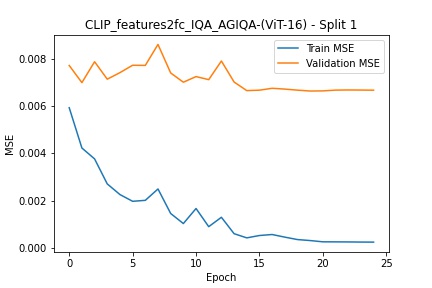 CLIP_features2fc_IQA_AGIQA-(ViT-16) - Split 1
Train MSE
Validation MSE
0.008
0.006
0.004
0.002
0.000
MSE
0 5 10 15 20 25
Epoch